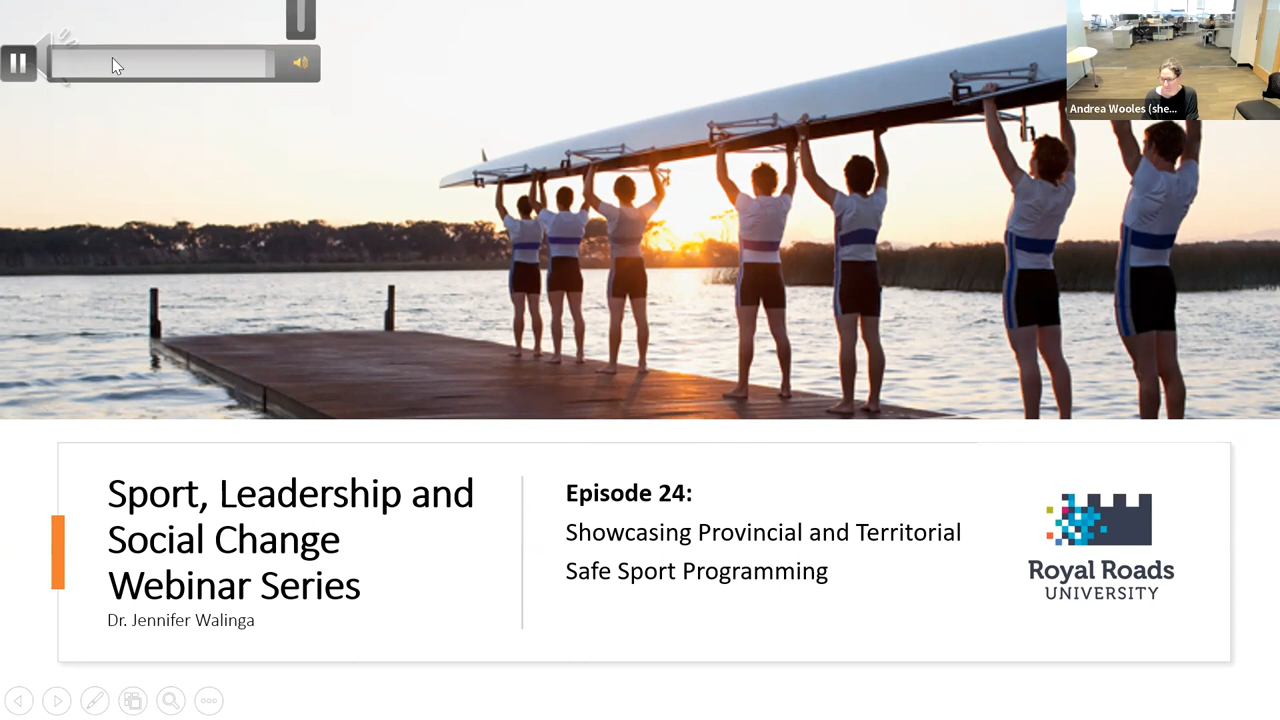 Andrea Wooles (she...
Sport, Leadership and
Social Change
Webinar Series
Dr. Jennifer Walinga
Episode 24:
Showcasing Provincial and Territorial
Safe Sport Programming
Royal Roads
UNIVERSITY